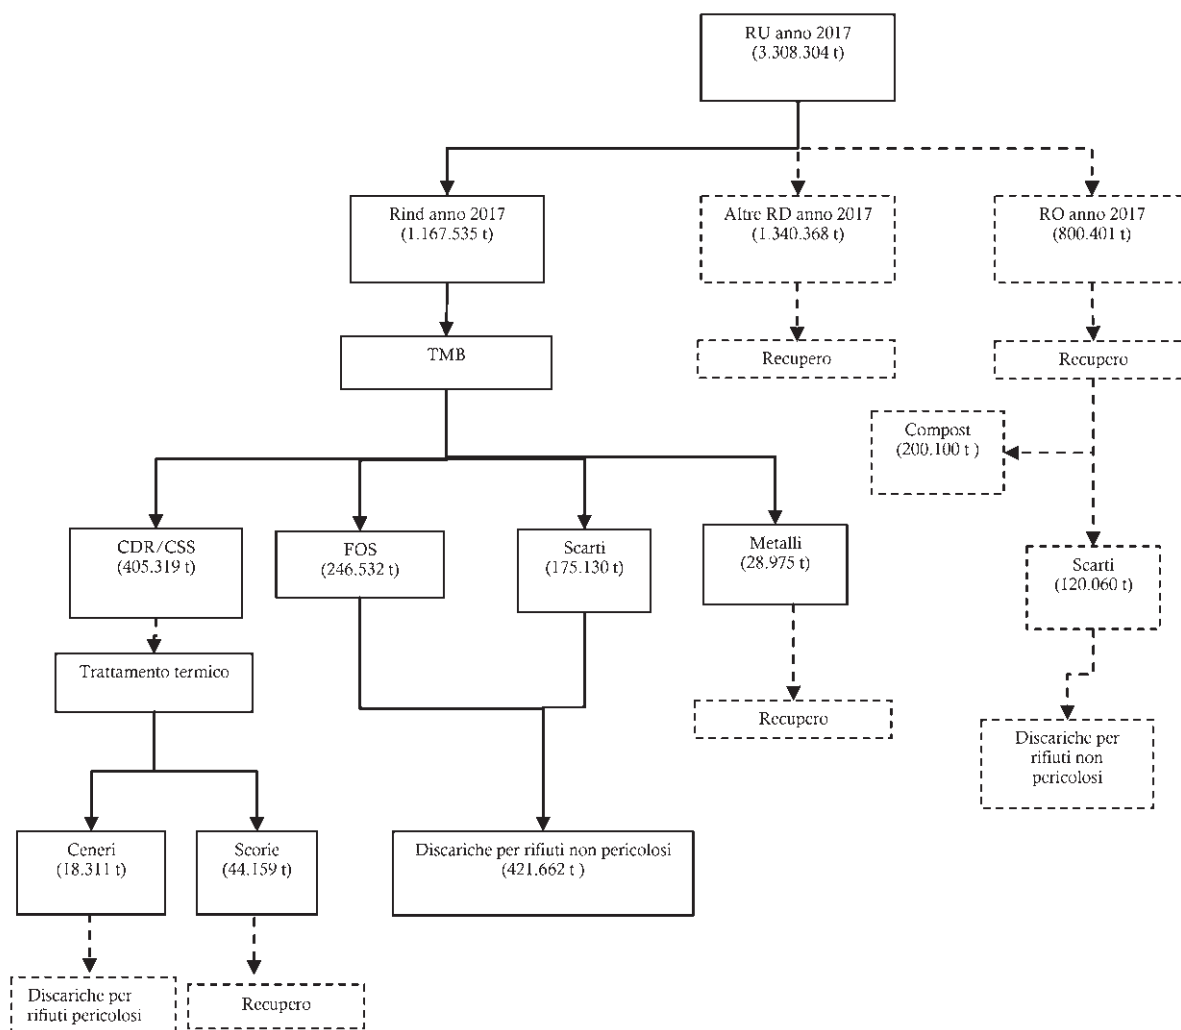 RU anno 2017
(3.308.304 t)
Rind anno 2017
(1.167.535 t)
Altre RD anno 2017
(1.340.368 t)
RO anno 2017
(800.401 t)
TMB
Recupero
Recupero
Compost
(200.100 t )
CDR/CSS
(405.319 t)
FOS
(246.532 t)
Scarti
(175.130 t)
Metalli
(28.975 t)
Scarti
(120.060 t)
Trattamento termico
Recupero
Discariche per
rifiuti non
pericolosi
Ceneri
(18.311 t)
Scorie
(44.159 t)
Discariche per rifiuti non pericolosi
(421.662 t )
Discariche per
rifiuti pericolosi
Recupero